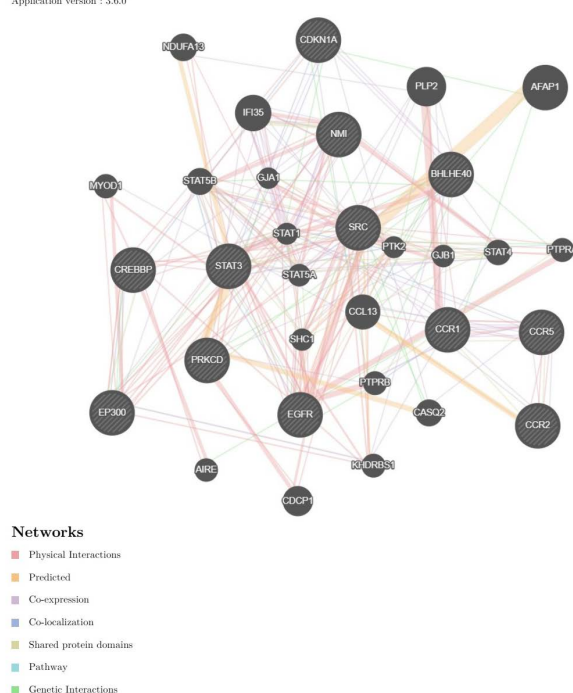 Application version : 3.6.0
NDUFA13
CDKN1A
PLP2
AFAP1
IFI35
NMI
BHLHE40
MYOD1
STAT5B
GJA1
SRC
STAT1
PTK2
GJB1
STAT4
PTPRA
CREBBP
STAT3
STAT5A
CCL13
CCR1
CCR5
SHC1
PRKCD
PTPRB
EP300
EGFR
CASQ2
CCR2
AIRE
KHDRBS1
CDCP1
Networks
Physical Interactions
Predicted
Co-expression
Co-localization
Shared protein domains
Pathway
Genetic Interactions